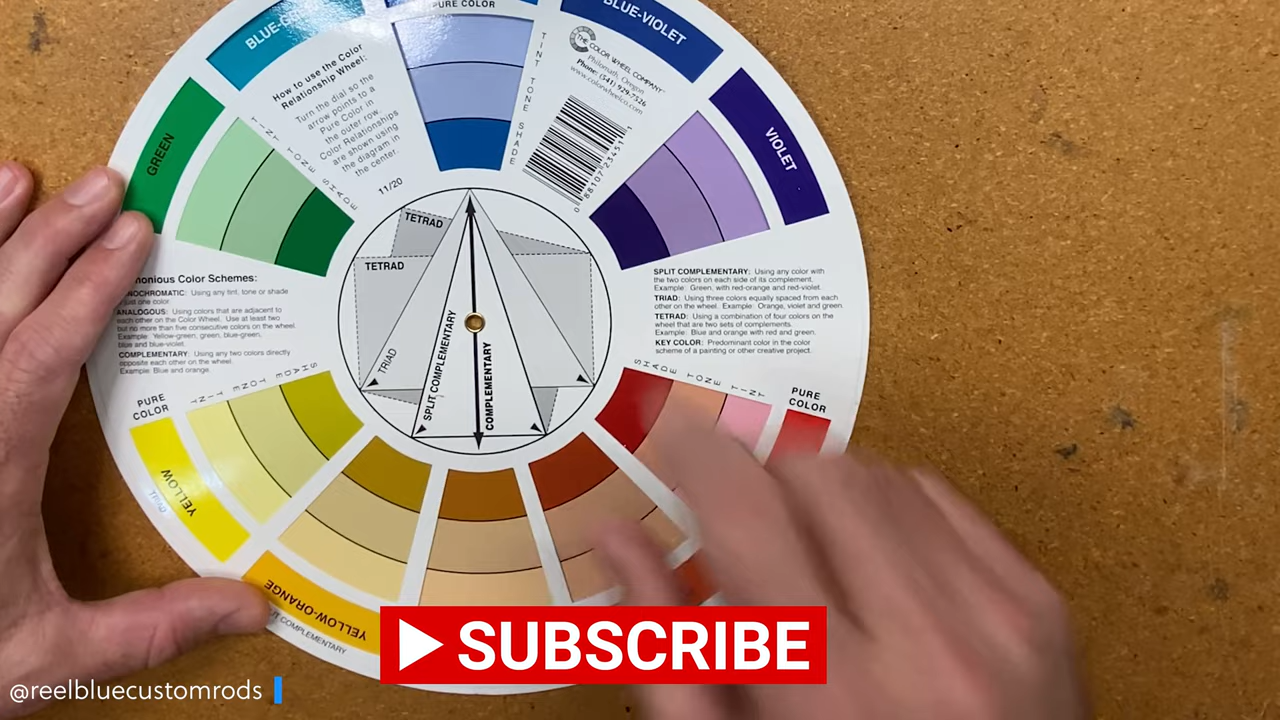 PURE COLOR
BLUE-VIOLET
How to use the Color
Relationship Wheel:
Turn the dial so the
arrow points to a
Pure Color in
the outer row.
Color Relationships
are shown using
the diagram in
the center.
11/20
TINT TONE SHADE
THE COLOR WHEEL COMPANY
Philomath, Oregon
Phone: (541) 929-7526
www.colorwheelco.com
TINT TONE SHADE
GREEN
VIOLET
TETRAD
TETRAD
TRIAD
SPLIT COMPLEMENTARY
COMPLEMENTARY
Color Schemes:
Using any tint, tone or shade
just one color.
ANALOGOUS: Using colors that are adjacent to
each other on the Color Wheel. Use at least two
but no more than five consecutive colors on the wheel.
Example: Yellow-green, green, blue-green,
blue and blue-violet.
COMPLEMENTARY: Using any two colors directly
opposite each other on the wheel.
Example: Blue and orange.
SPLIT COMPLEMENTARY: Using any color with
the two colors on each side of its complement.
Example: Green, with red-orange and red-violet.
TRIAD: Using three colors equally spaced from each
other on the wheel. Example: Orange, violet and green.
TETRAD: Using a combination of four colors on the
wheel that are two sets of complements.
Example: Blue and orange with red and green.
KEY COLOR: Predominant color in the color
scheme of a painting or other creative project.
TINT TONE SHADE
SHADE TONE TINT
PURE
COLOR
PURE
COLOR
YELLOW
TRIAD
YELLOW-ORANGE
COMPLEMENTARY
SUBSCRIBE
@reelbluecustomrods